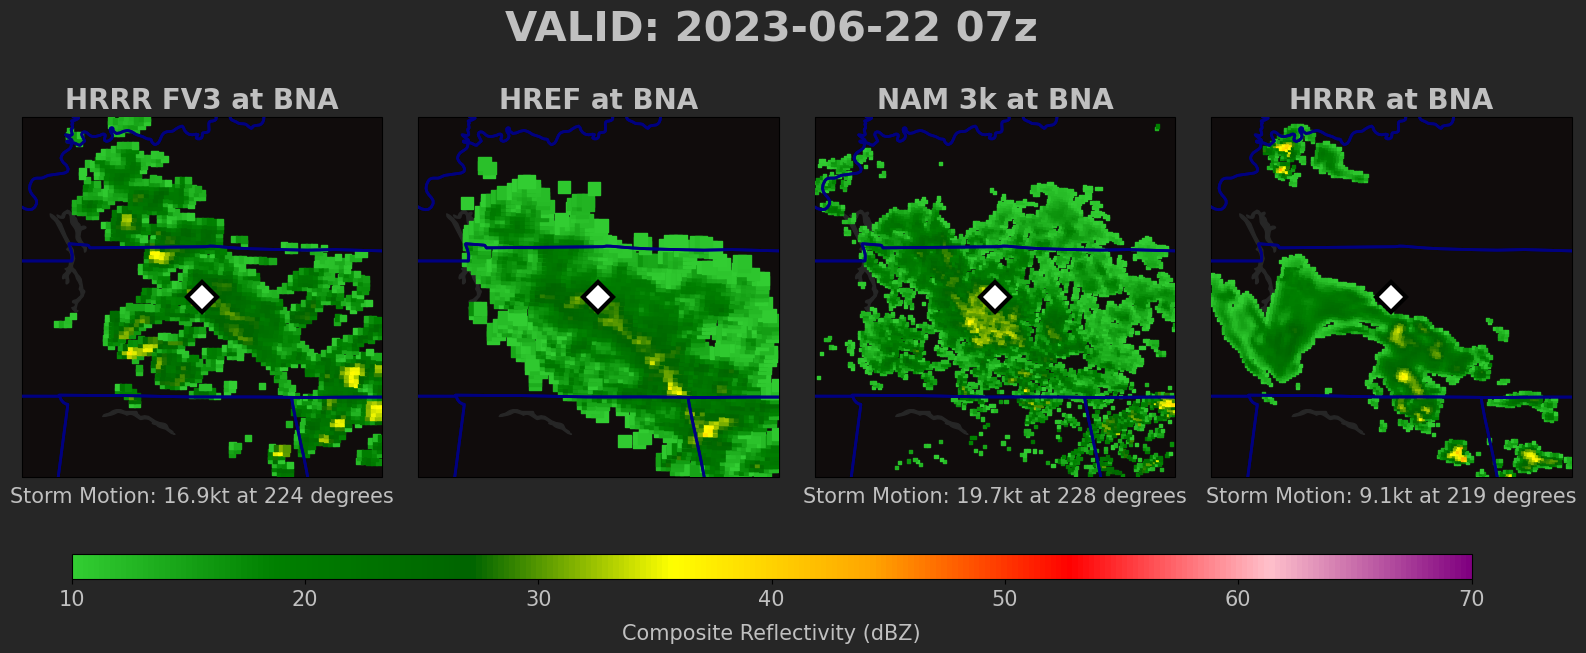 VALID: 2023-06-22 07z
HRRR FV3 at BNA
HREF at BNA
NAM 3k at BNA
HRRR at BNA
Storm Motion: 16.9kt at 224 degrees
Storm Motion: 19.7kt at 228 degrees
Storm Motion: 9.1kt at 219 degrees
10 20 30 40 50 60 70
Composite Reflectivity (dBZ)